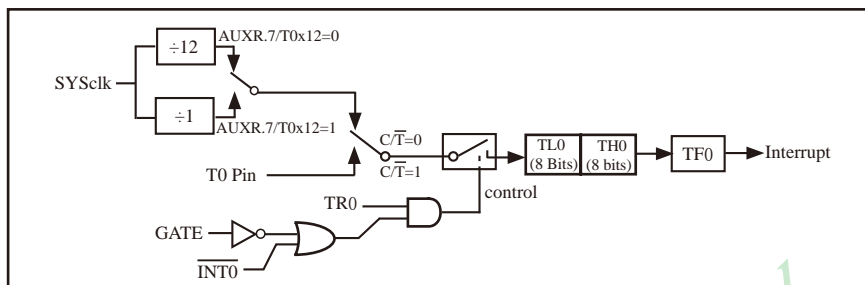 ÷12
AUXR.7/T0x12=0
SYSclk
÷1
AUXR.7/T0x12=1
C/T̅=0
C/T̅=1
TL0
(8 Bits)
TH0
(8 bits)
TF0
Interrupt
T0 Pin
control
TR0
GATE
I̅N̅T̅0̅